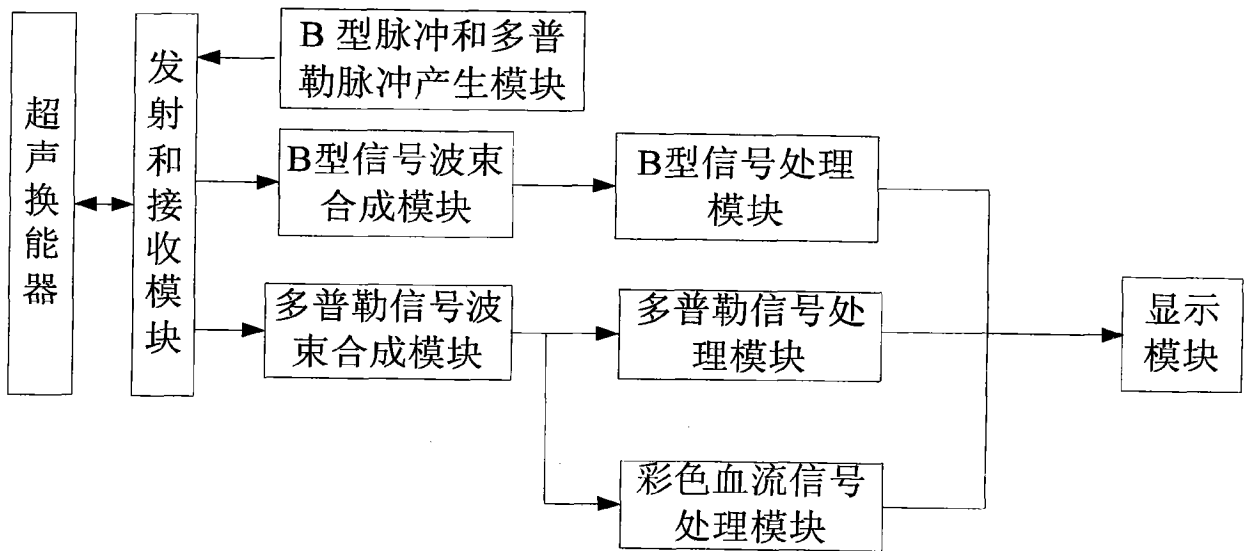 超声换能器
发射和接收模块
B 型脉冲和多普
勒脉冲产生模块
B型信号波束
合成模块
B型信号处理
模块
多普勒信号波
束合成模块
多普勒信号处
理模块
彩色血流信号
处理模块
显示
模块